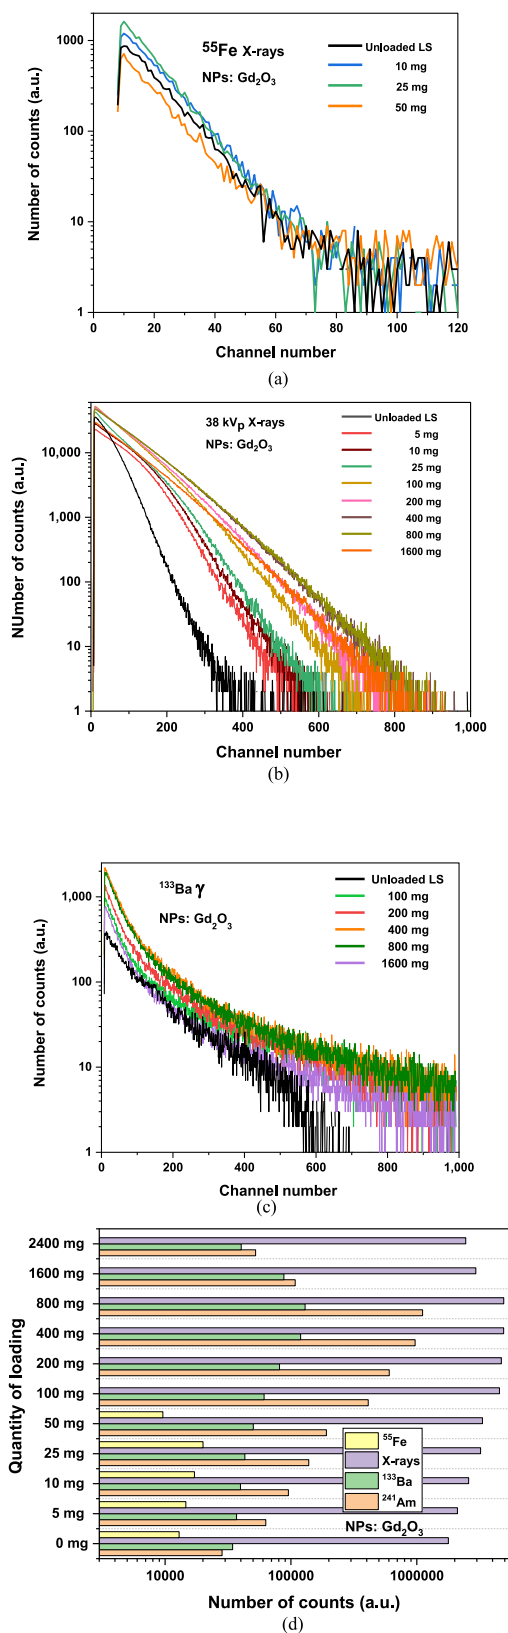 1000
100
10
1
Number of counts (a.u.)
⁵⁵Fe X-rays
NPs: Gd₂O₃
Unloaded LS
10 mg
25 mg
50 mg
0 20 40 60 80 100 120
Channel number
(a)
10,000
1,000
100
10
1
NUmber of counts (a.u.)
38 kVₚ X-rays
NPs: Gd₂O₃
Unloaded LS
5 mg
10 mg
25 mg
100 mg
200 mg
400 mg
800 mg
1600 mg
0 200 400 600 800 1,000
Channel number
(b)
1,000
100
10
1
Number of counts (a.u.)
¹³³Ba γ
NPs: Gd₂O₃
Unloaded LS
100 mg
200 mg
400 mg
800 mg
1600 mg
0 200 400 600 800 1,000
Channel number
(c)
Quantity of loading
2400 mg
1600 mg
800 mg
400 mg
200 mg
100 mg
50 mg
25 mg
10 mg
5 mg
0 mg
⁵⁵Fe
X-rays
¹³³Ba
²⁴¹Am
NPs: Gd₂O₃
10000 100000 1000000
Number of counts (a.u.)
(d)